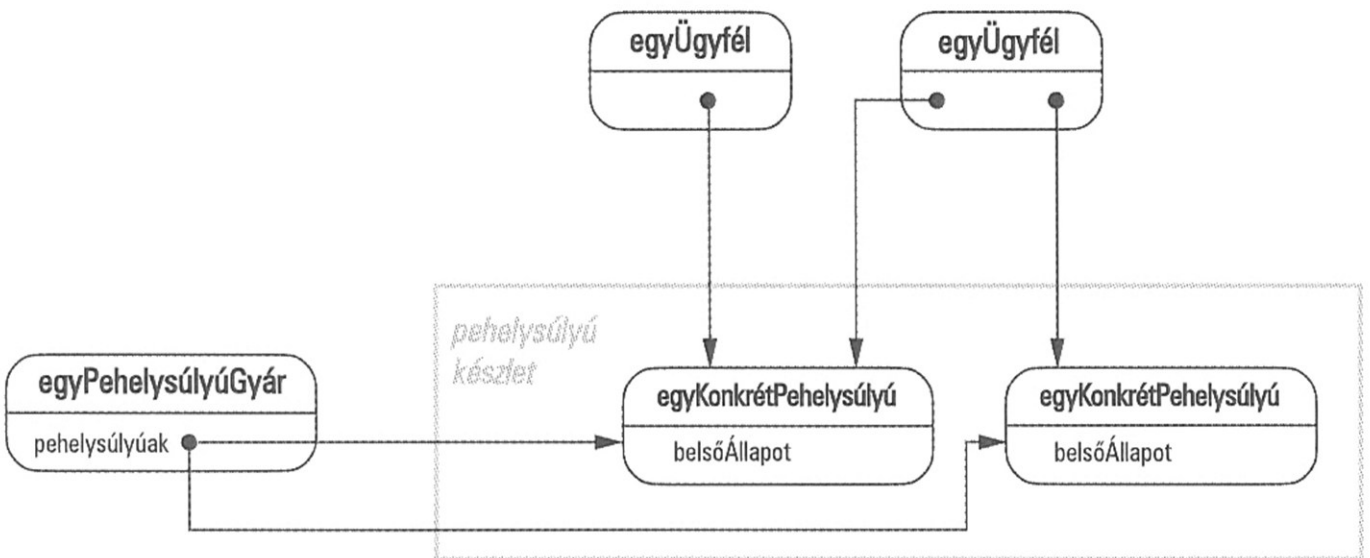 egyÜgyfél
egyÜgyfél
pehelysúlyú
készlet
egyPehelysúlyúGyár
pehelysúlyúak
egyKonkrétPehelysúlyú
belsőÁllapot
egyKonkrétPehelysúlyú
belsőÁllapot